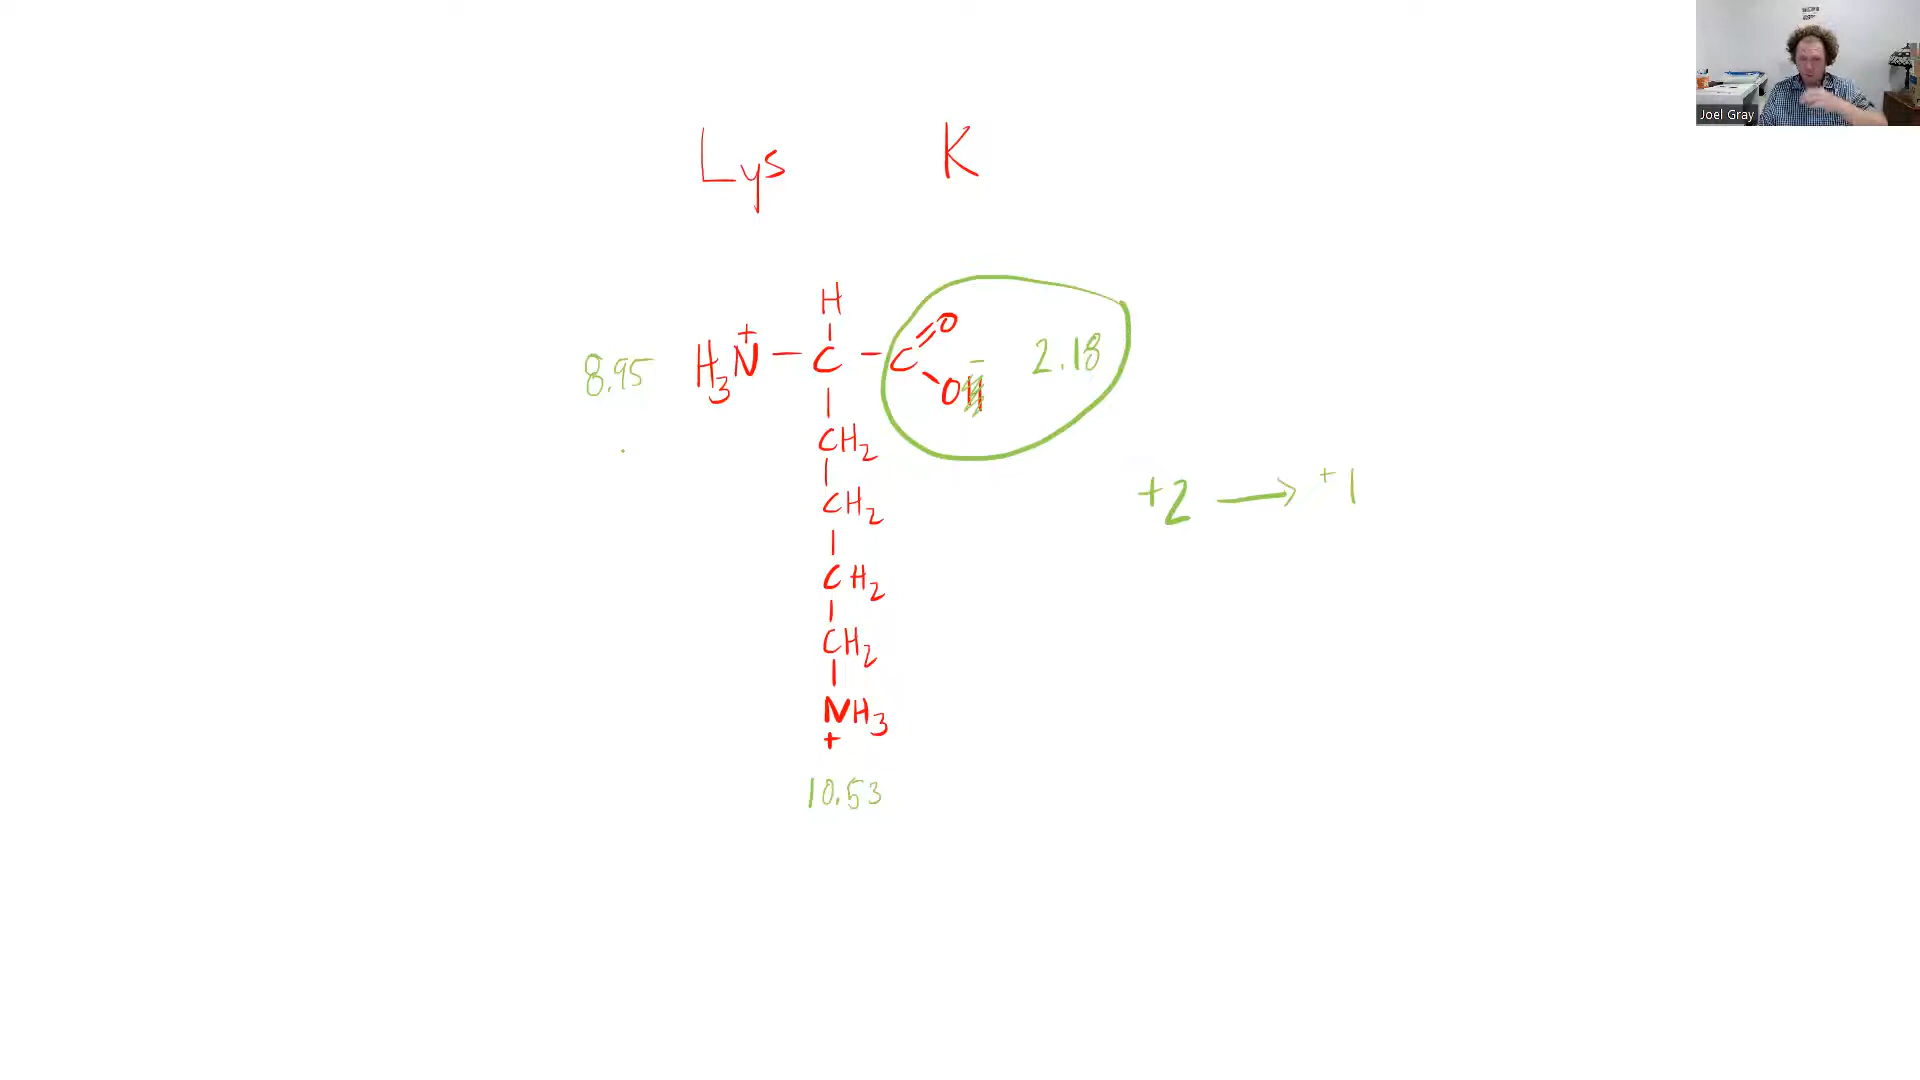 Joel Gray
Lys K
H
8.95 H3N+ – C – C =O 2.18
O –
CH2
CH2
+2 → +1
CH2
CH2
NH3
+
10.53